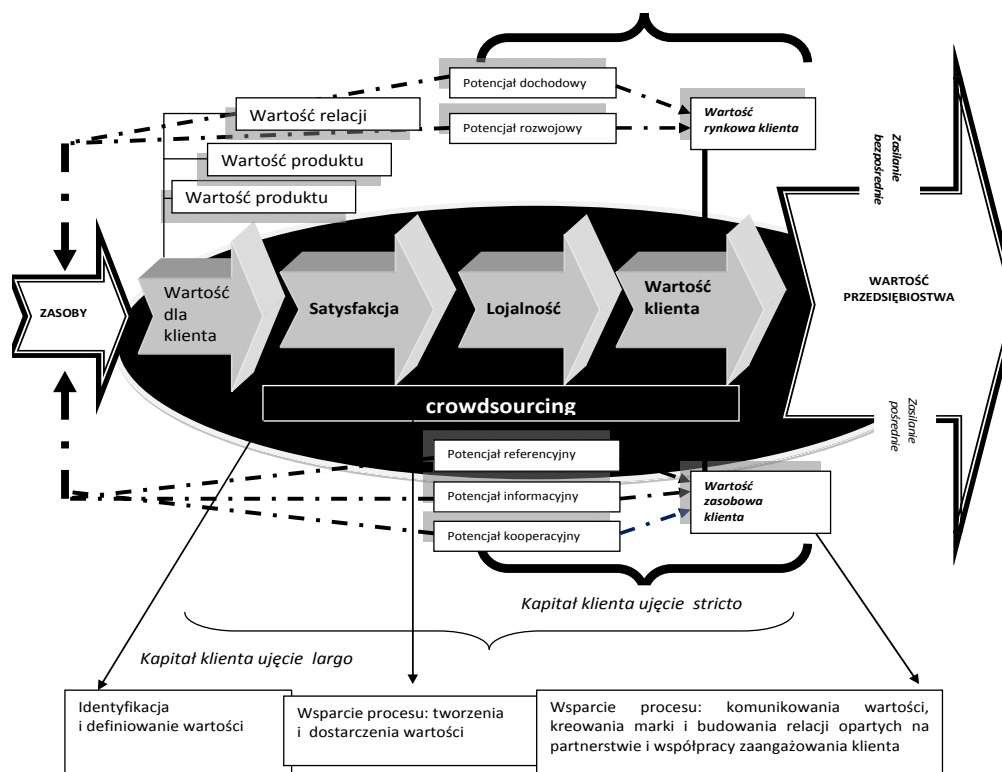 Potencjał dochodowy
Wartość
rynkowa klienta
Wartość relacji
Potencjał rozwojowy
Wartość produktu
Wartość produktu
Zasilanie
bezpośrednie
ZASOBY
Wartość
dla
klienta
Satysfakcja
Lojalność
Wartość
klienta
WARTOŚĆ
PRZEDSIĘBIOSTWA
crowdsourcing
Zasilanie
pośrednie
Potencjał referencyjny
Potencjał informacyjny
Potencjał kooperacyjny
Wartość
zasobowa
klienta
Kapitał klienta ujęcie stricto
Kapitał klienta ujęcie largo
Identyfikacja
i definiowanie wartości
Wsparcie procesu: tworzenia
i dostarczenia wartości
Wsparcie procesu: komunikowania wartości,
kreowania marki i budowania relacji opartych na
partnerstwie i współpracy zaangażowania klienta